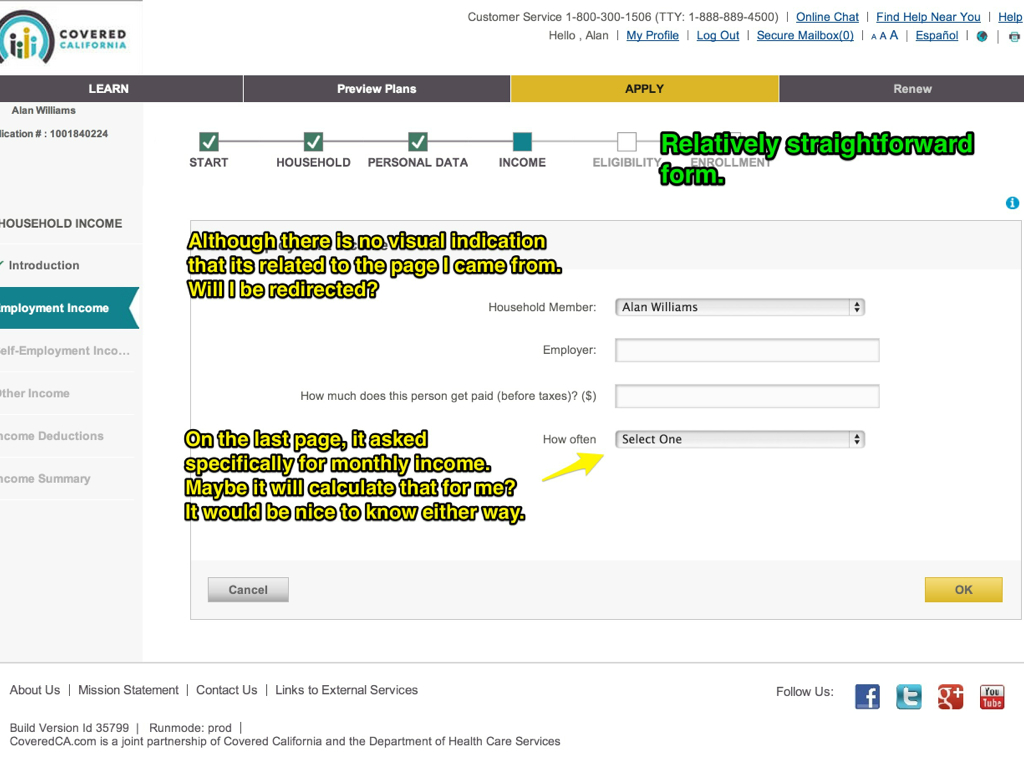 COVERED
CALIFORNIA
Customer Service 1-800-300-1506 (TTY: 1-888-889-4500) | Online Chat | Find Help Near You | Help
Hello , Alan | My Profile | Log Out | Secure Mailbox(0) | A A A | Español |
LEARN
Preview Plans
APPLY
Renew
Alan Williams
lication # : 1001840224
START
HOUSEHOLD
PERSONAL DATA
INCOME
ELIGIBILITY
ENROLLMENT
Relatively straightforward
form.
HOUSEHOLD INCOME
Introduction
mployment Income
elf-Employment Inco...
ther Income
ncome Deductions
ncome Summary
Although there is no visual indication
that its related to the page I came from.
Will I be redirected?
Household Member: Alan Williams
Employer:
How much does this person get paid (before taxes)? ($)
How often Select One
On the last page, it asked
specifically for monthly income.
Maybe it will calculate that for me?
It would be nice to know either way.
Cancel
OK
About Us | Mission Statement | Contact Us | Links to External Services
Follow Us:
You
Tube
Build Version Id 35799 | Runmode: prod |
CoveredCA.com is a joint partnership of Covered California and the Department of Health Care Services